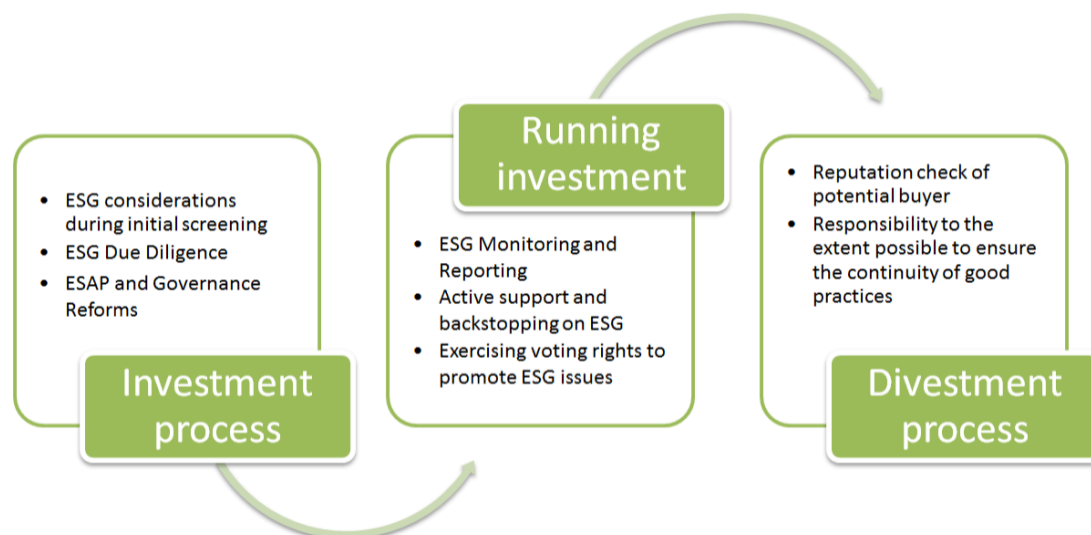 • ESG considerations
during initial screening
• ESG Due Diligence
• ESAP and Governance
Reforms
Investment
process
Running
investment
• ESG Monitoring and
Reporting
• Active support and
backstopping on ESG
• Exercising voting rights to
promote ESG issues
• Reputation check of
potential buyer
• Responsibility to the
extent possible to ensure
the continuity of good
practices
Divestment
process